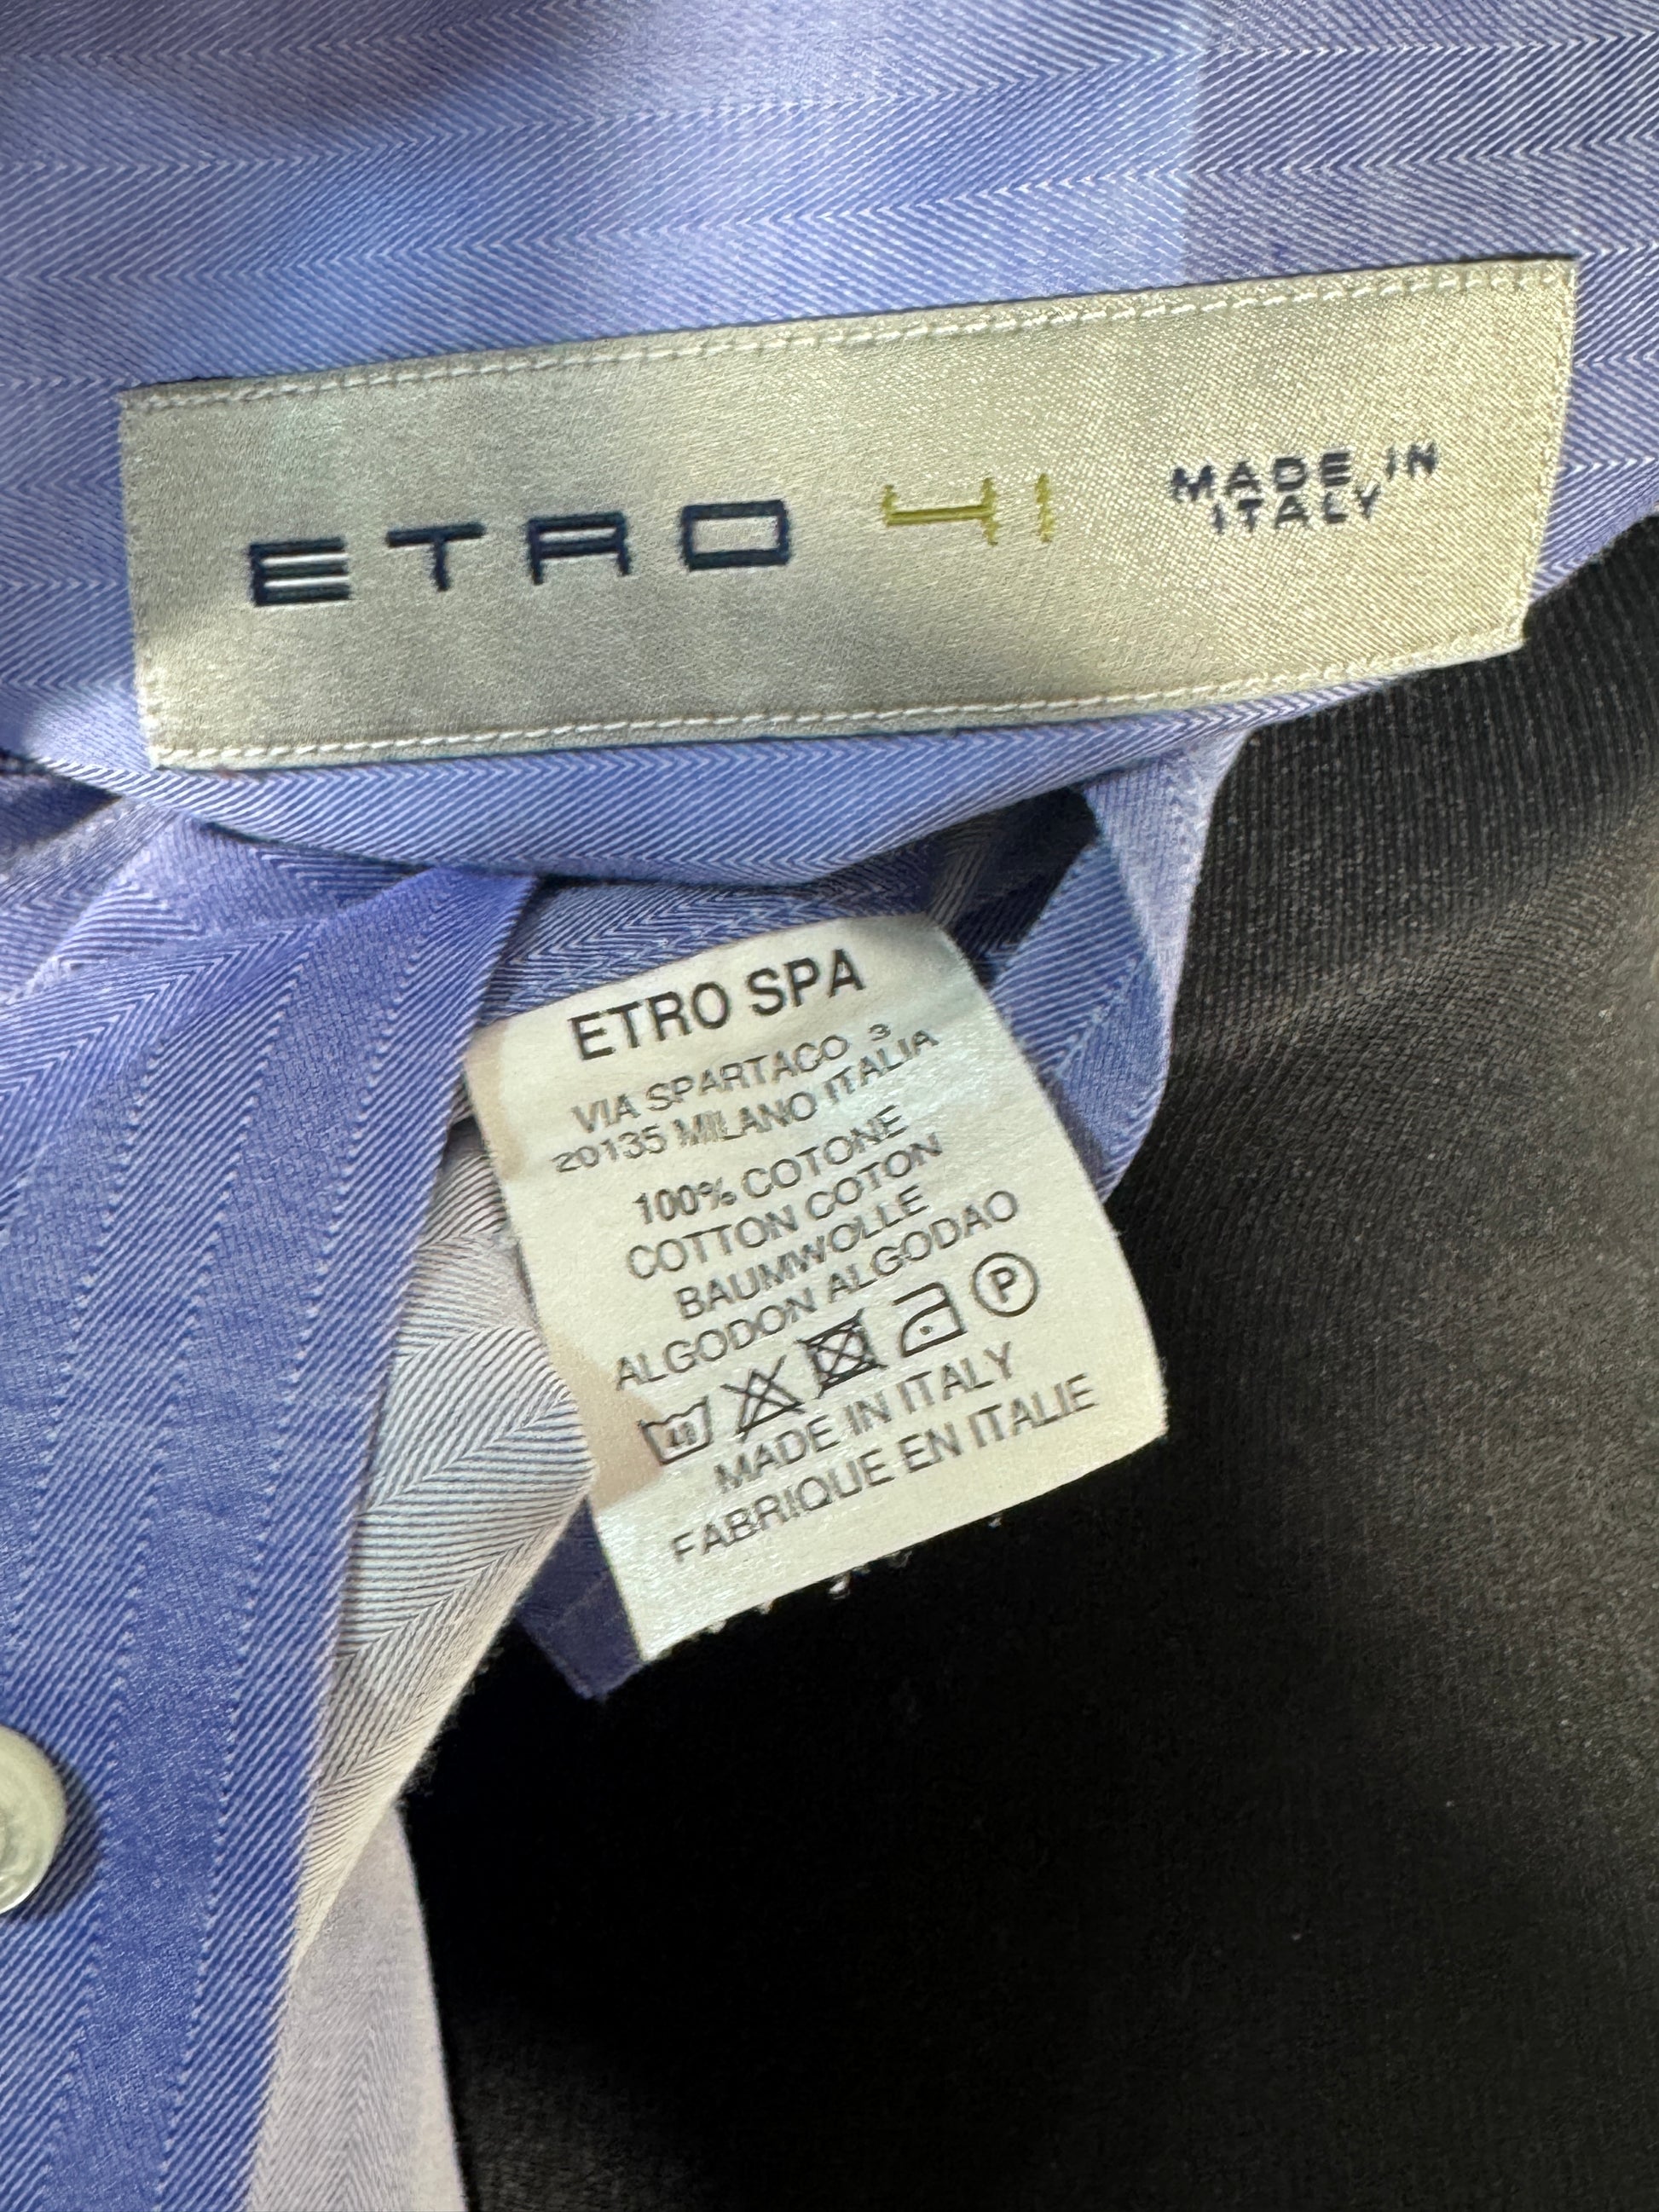 ETRO 41 MADE IN
ITALY
ETRO SPA
VIA SPARTACO 3
20135 MILANO ITALIA
100% COTONE
COTTON COTON
BAUMWOLLE
ALGODON ALGODAO
40 P
MADE IN ITALY
FABRIQUE EN ITALIE